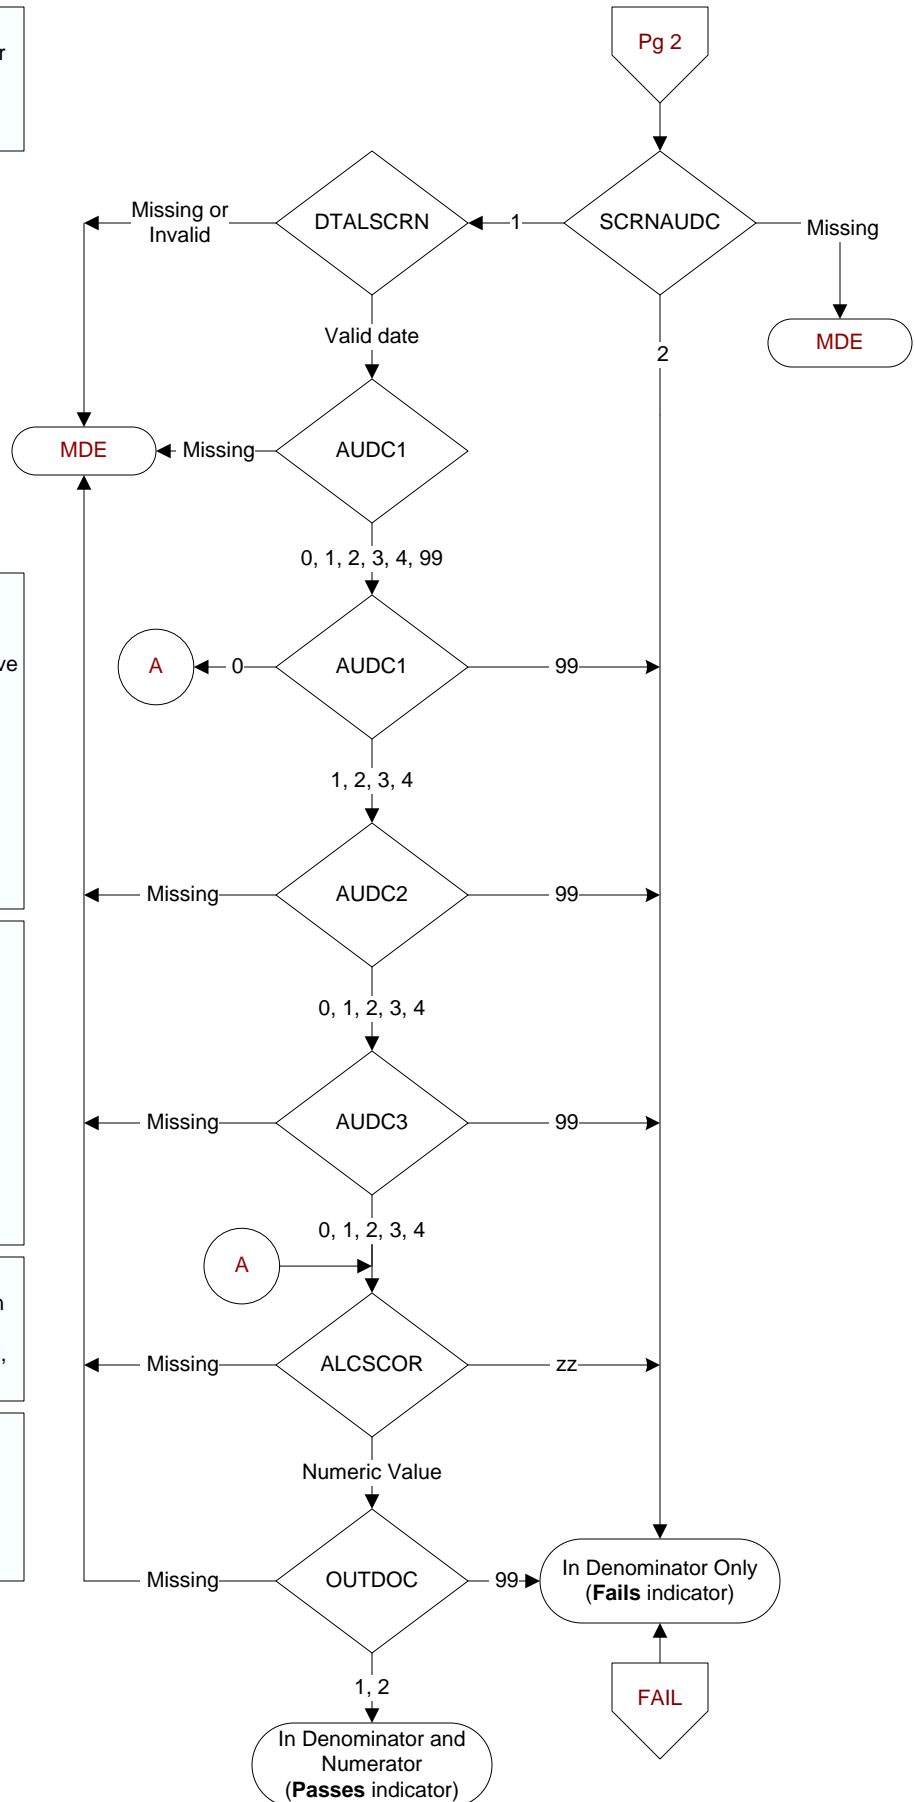 r
Pg 2
DTALSCRN
SCRNAUDC
Missing or
Invalid
1
Missing
Valid date
MDE
2
MDE
Missing
AUDC1
0, 1, 2, 3, 4, 99
ve
A
0
AUDC1
99
1, 2, 3, 4
Missing
AUDC2
99
0, 1, 2, 3, 4
Missing
AUDC3
99
0, 1, 2, 3, 4
A
n
,
Missing
ALCSCOR
zz
Numeric Value
Missing
OUTDOC
99
In Denominator Only
(Fails indicator)
1, 2
FAIL
In Denominator and
Numerator
(Passes indicator)